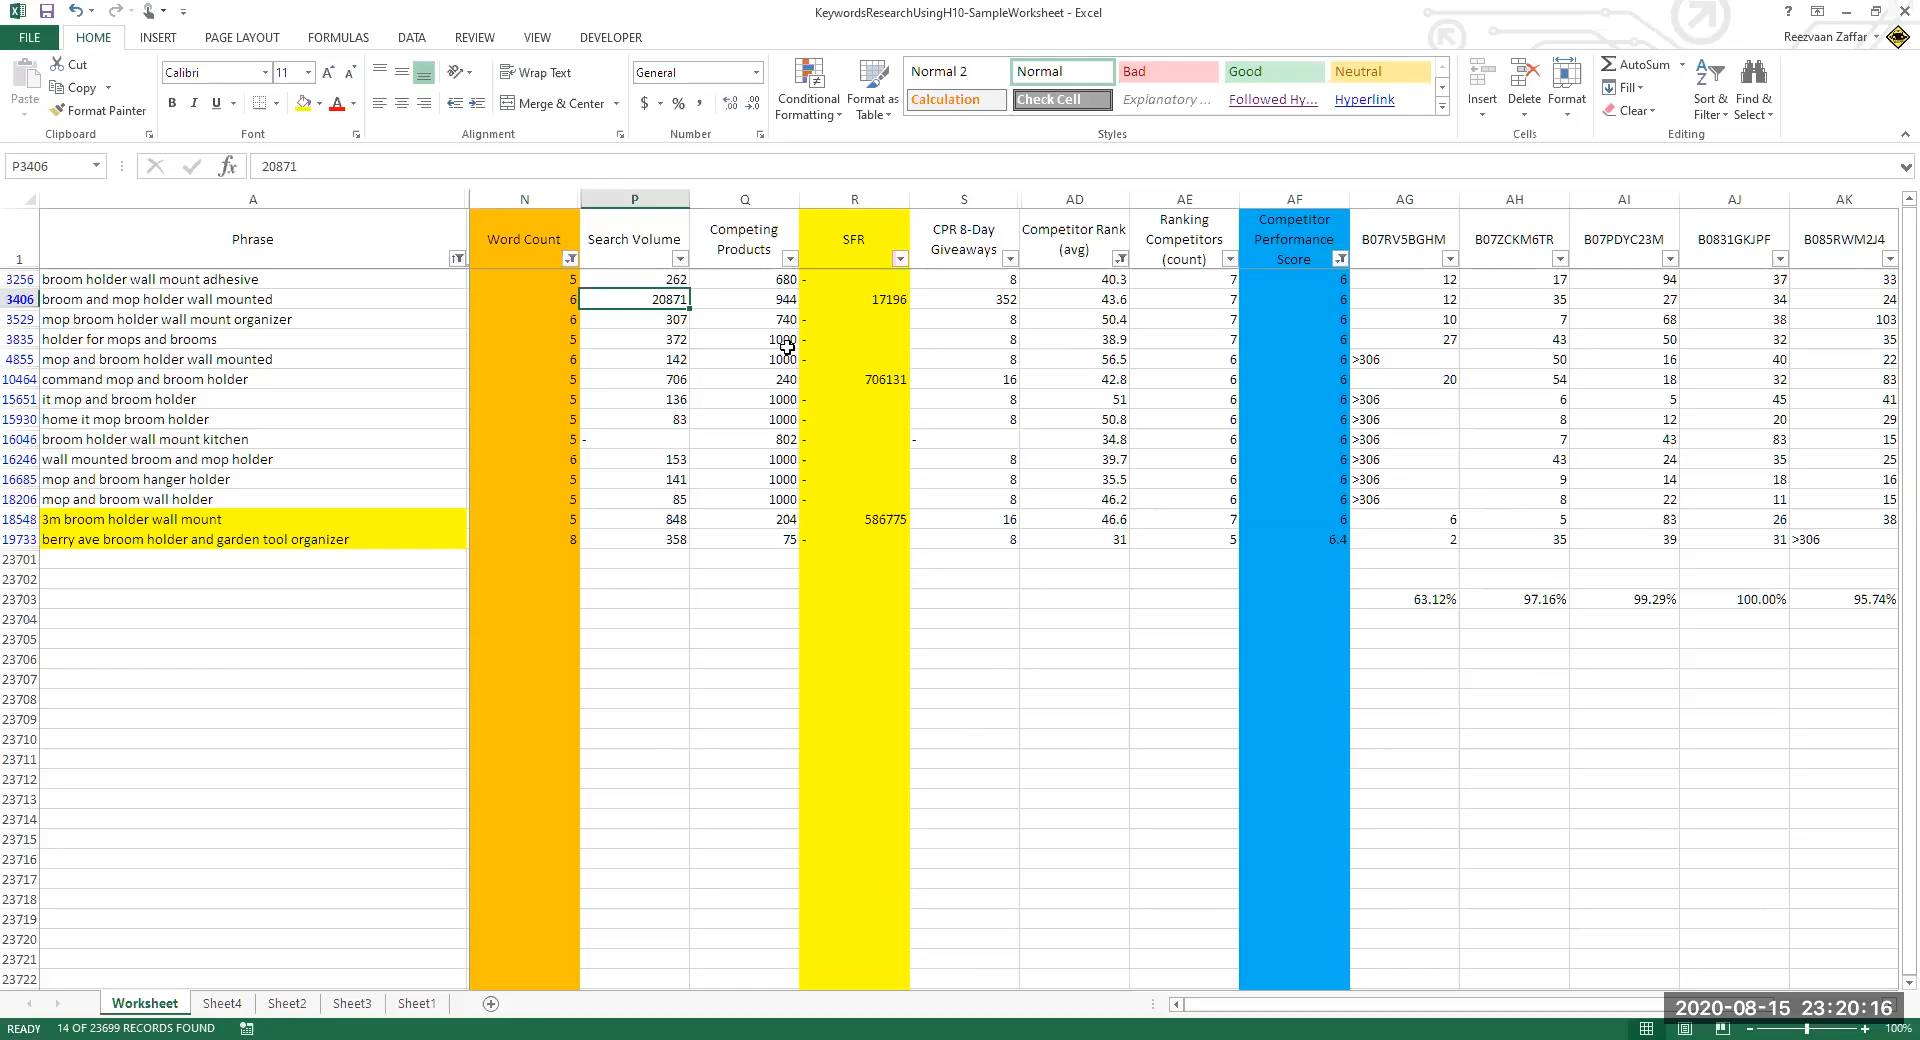 KeywordsResearchUsingH10-SampleWorksheet - Excel
?
FILE HOME INSERT PAGE LAYOUT FORMULAS DATA REVIEW VIEW DEVELOPER Reezvaan Zaffar
Paste
Cut
Copy
Format Painter
Clipboard
Calibri 11
B I U
Font
Wrap Text
Merge & Center
Alignment
General
$ % ,
Number
Conditional Formatting
Format as Table
Normal 2 Normal Bad Good Neutral
Calculation Check Cell Explanatory ... Followed Hy... Hyperlink
Styles
Insert Delete Format
Cells
AutoSum
Fill
Clear
Sort & Filter
Find & Select
Editing
P3406 fx 20871
A N P Q R S AD AE AF AG AH AI AJ AK
1 Phrase Word Count Search Volume Competing Products SFR CPR 8-Day Giveaways Competitor Rank (avg) Ranking Competitors (count) Competitor Performance Score B07RV5BGHM B07ZCKM6TR B07PDYC23M B0831GKJPF B085RWM2J4
3256 broom holder wall mount adhesive 5 262 680 - 8 40.3 7 6 12 17 94 37 33
3406 broom and mop holder wall mounted 6 20871 944 17196 352 43.6 7 6 12 35 27 34 24
3529 mop broom holder wall mount organizer 6 307 740 - 8 50.4 7 6 10 7 68 38 103
3835 holder for mops and brooms 5 372 1000 - 8 38.9 7 6 27 43 50 32 35
4855 mop and broom holder wall mounted 6 142 1000 - 8 56.5 6 6 >306 50 16 40 22
10464 command mop and broom holder 5 706 240 706131 16 42.8 6 6 20 54 18 32 83
15651 it mop and broom holder 5 136 1000 - 8 51 6 6 >306 6 5 45 41
15930 home it mop broom holder 5 83 1000 - 8 50.8 6 6 >306 8 12 20 29
16046 broom holder wall mount kitchen 5 - 802 - - 34.8 6 6 >306 7 43 83 15
16246 wall mounted broom and mop holder 6 153 1000 - 8 39.7 6 6 >306 43 24 35 25
16685 mop and broom hanger holder 5 141 1000 - 8 35.5 6 6 >306 9 14 18 16
18206 mop and broom wall holder 5 85 1000 - 8 46.2 6 6 >306 8 22 11 15
18548 3m broom holder wall mount 5 848 204 586775 16 46.6 7 6 6 5 83 26 38
19733 berry ave broom holder and garden tool organizer 8 358 75 - 8 31 5 6.4 2 35 39 31 >306
23701
23702
23703 63.12% 97.16% 99.29% 100.00% 95.74%
23704
23705
23706
23707
23708
23709
23710
23711
23712
23713
23714
23715
23716
23717
23718
23719
23720
23721
23722
Worksheet Sheet4 Sheet2 Sheet3 Sheet1
2020-08-15 23:20:16
READY 14 OF 23699 RECORDS FOUND 100%